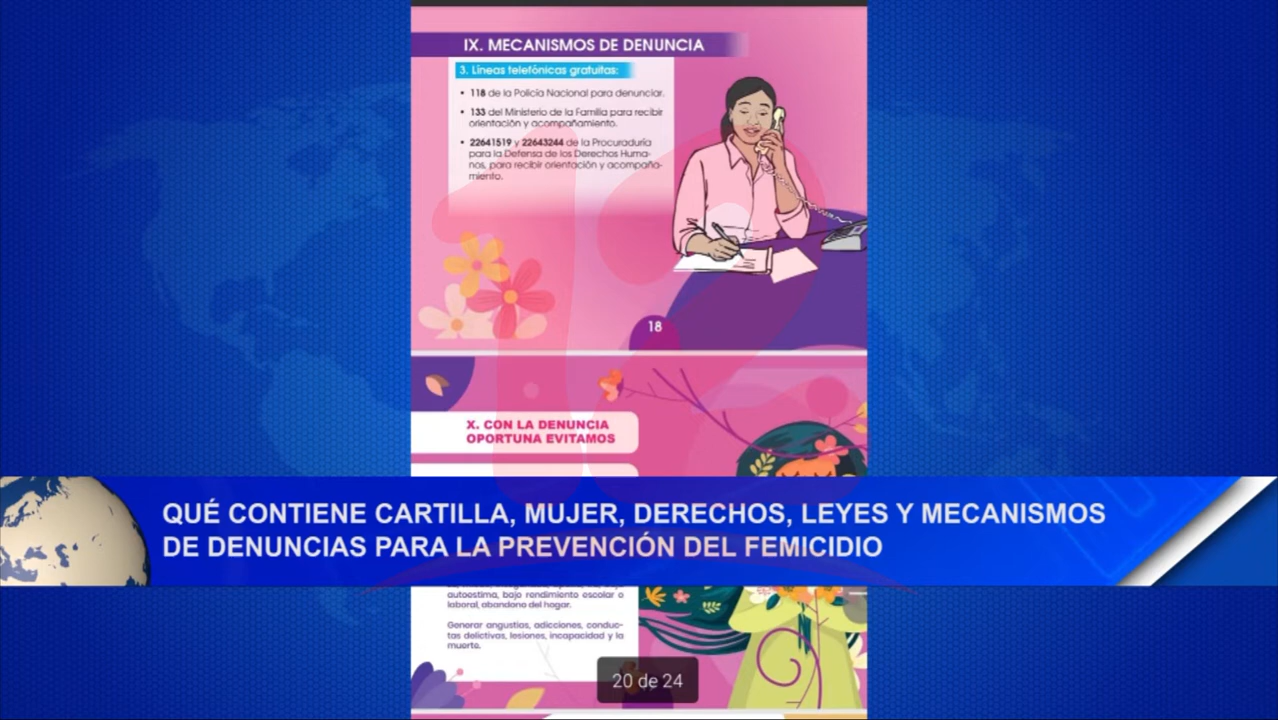 IX. MECANISMOS DE DENUNCIA
3. Líneas telefónicas gratuitas:
• 118 de la Policía Nacional para denunciar.
• 133 del Ministerio de la Familia para recibir
orientación y acompañamiento.
• 22641519 y 22643244 de la Procuraduría
para la Defensa de los Derechos Huma-
nos, para recibir orientación y acompaña-
miento.
18
X. CON LA DENUNCIA
OPORTUNA EVITAMOS
QUÉ CONTIENE CARTILLA, MUJER, DERECHOS, LEYES Y MECANISMOS
DE DENUNCIAS PARA LA PREVENCIÓN DEL FEMICIDIO
autoestima, bajo rendimiento escolar o
laboral, abandono del hogar.
Generar angustias, adicciones, conduc-
tas delictivas, lesiones, incapacidad y la
muerte.
20 de 24